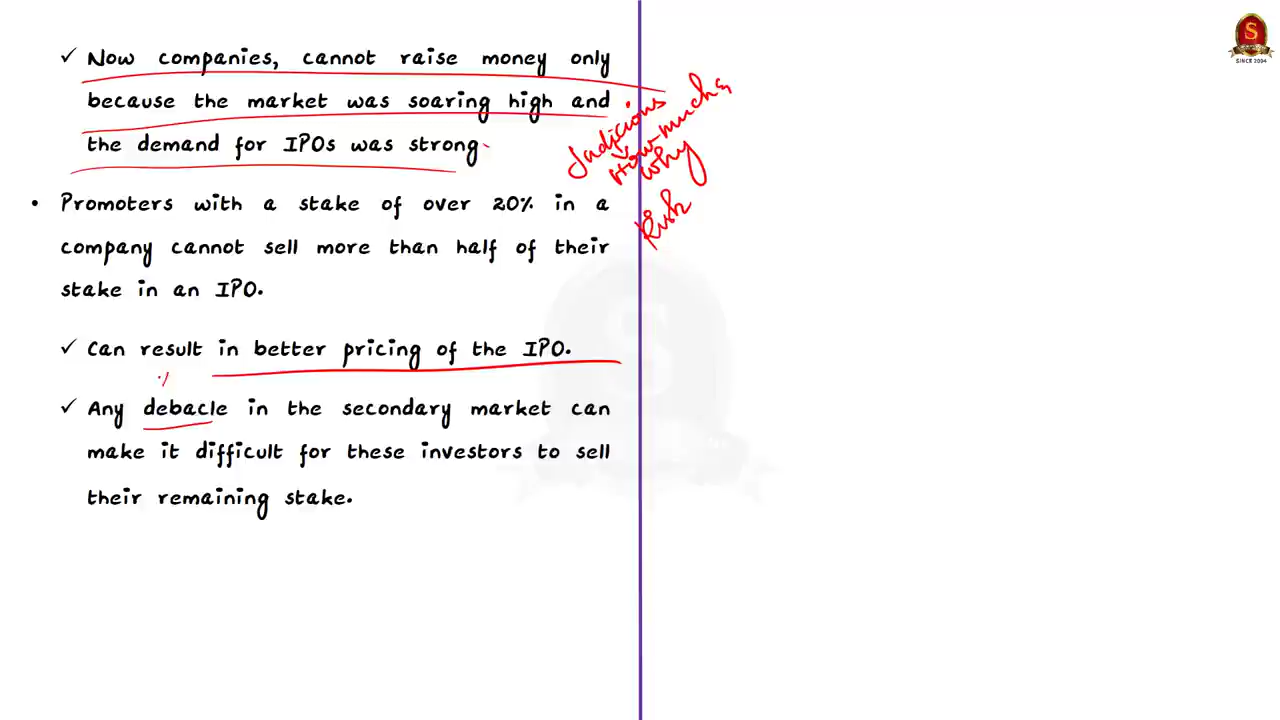 ✓ Now companies, cannot raise money only
because the market was soaring high and
the demand for IPOs was strong
• Promoters with a stake of over 20% in a
company cannot sell more than half of their
stake in an IPO.
✓ Can result in better pricing of the IPO.
✓ Any debacle in the secondary market can
make it difficult for these investors to sell
their remaining stake.
Judicious
How much &
why
Risk
S
SINCE 2004